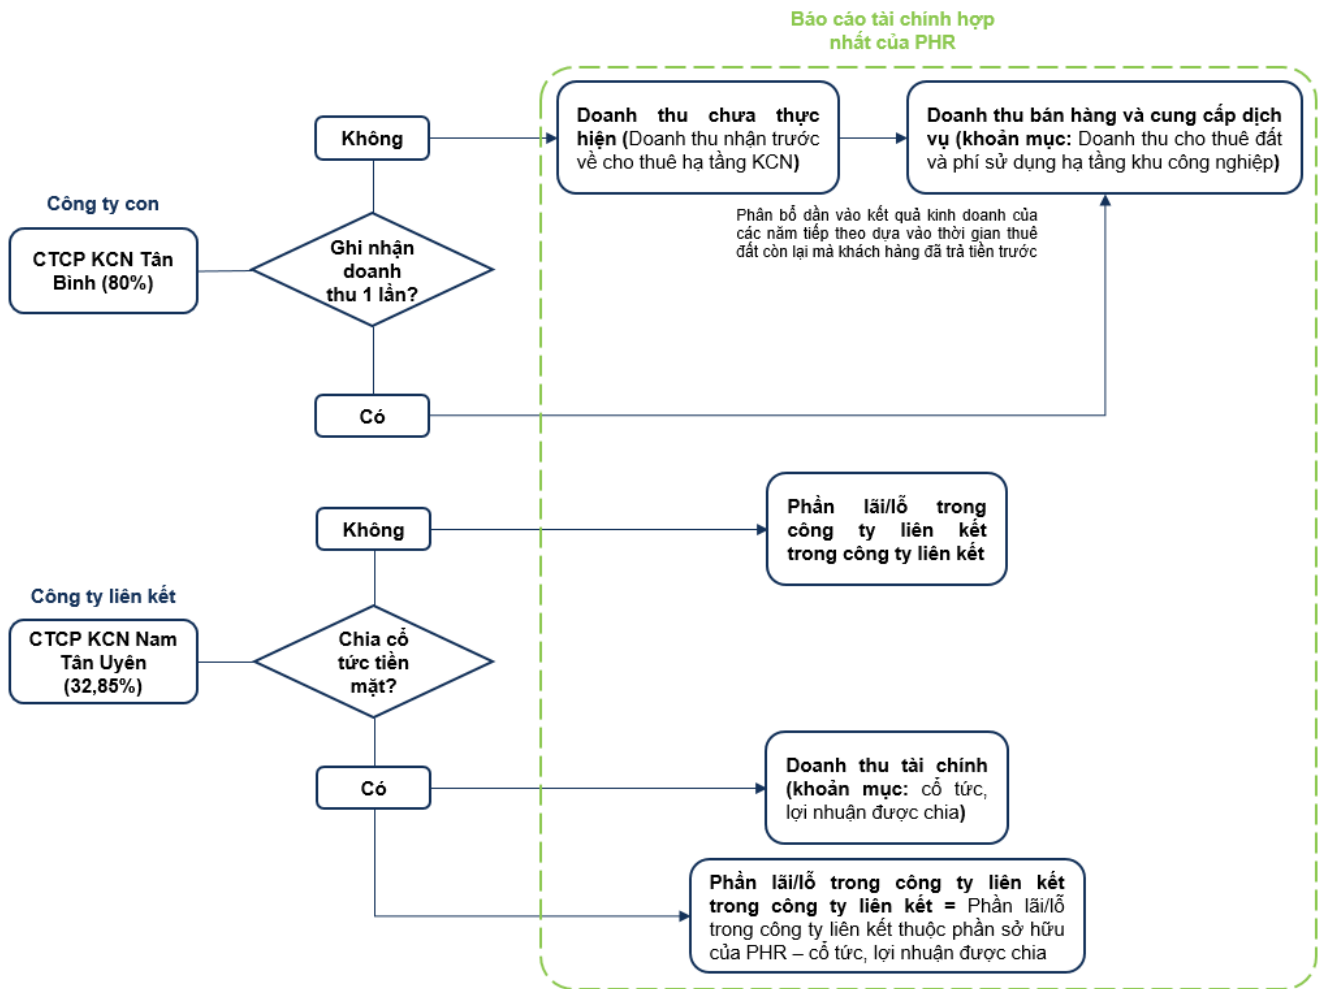 Báo cáo tài chính hợp
nhất của PHR
Doanh thu chưa thực
hiện (Doanh thu nhận trước
về cho thuê hạ tầng KCN)
Doanh thu bán hàng và cung cấp dịch
vụ (khoản mục: Doanh thu cho thuê đất
và phí sử dụng hạ tầng khu công nghiệp)
Không
Phân bổ dần vào kết quả kinh doanh của
các năm tiếp theo dựa vào thời gian thuê
đất còn lại mà khách hàng đã trả tiền trước
Công ty con
CTCP KCN Tân
Bình (80%)
Ghi nhận
doanh
thu 1 lần?
Có
Không
Phần lãi/lỗ trong
công ty liên kết
trong công ty liên kết
Công ty liên kết
CTCP KCN Nam
Tân Uyên
(32,85%)
Chia cổ
tức tiền
mặt?
Có
Doanh thu tài chính
(khoản mục: cổ tức,
lợi nhuận được chia)
Phần lãi/lỗ trong công ty liên kết
trong công ty liên kết = Phần lãi/lỗ
trong công ty liên kết thuộc phần sở hữu
của PHR – cổ tức, lợi nhuận được chia